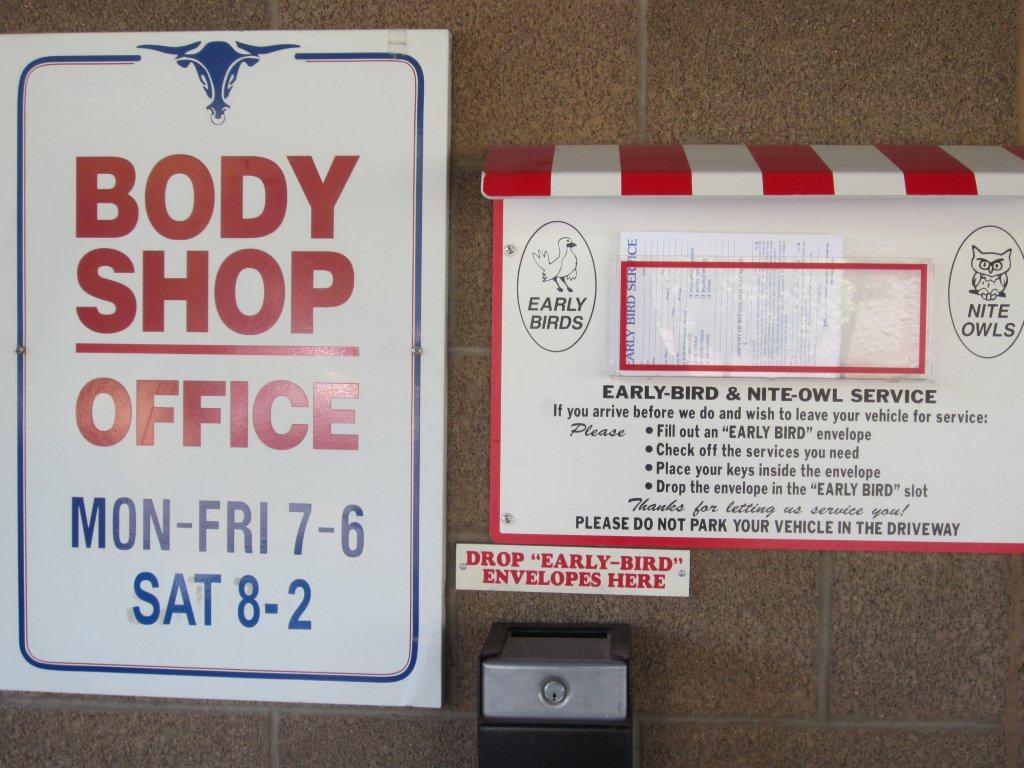 BODY
SHOP
OFFICE
MON-FRI 7-6
SAT 8-2
EARLY
BIRDS
EARLY BIRD SERVICE
NITE
OWLS
EARLY-BIRD & NITE-OWL SERVICE
If you arrive before we do and wish to leave your vehicle for service:
Please • Fill out an "EARLY BIRD" envelope
• Check off the services you need
• Place your keys inside the envelope
• Drop the envelope in the "EARLY BIRD" slot
Thanks for letting us service you!
PLEASE DO NOT PARK YOUR VEHICLE IN THE DRIVEWAY
DROP "EARLY-BIRD"
ENVELOPES HERE